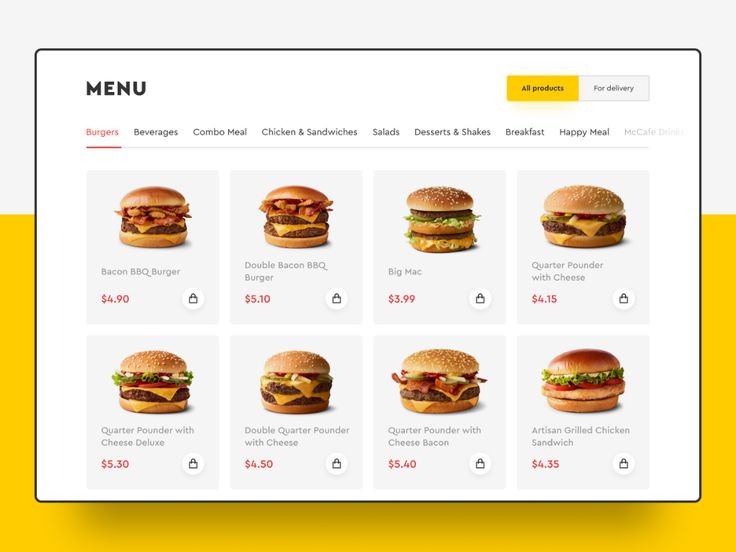 MENU
All products
For delivery
Burgers Beverages Combo Meal Chicken & Sandwiches Salads Desserts & Shakes Breakfast Happy Meal McCafe Drinks
Bacon BBQ Burger
$4.90
Double Bacon BBQ
Burger
$5.10
Big Mac
$3.99
Quarter Pounder
with Cheese
$4.15
Quarter Pounder with
Cheese Deluxe
$5.30
Double Quarter Pounder
with Cheese
$4.50
Quarter Pounder with
Cheese Bacon
$5.40
Artisan Grilled Chicken
Sandwich
$4.35